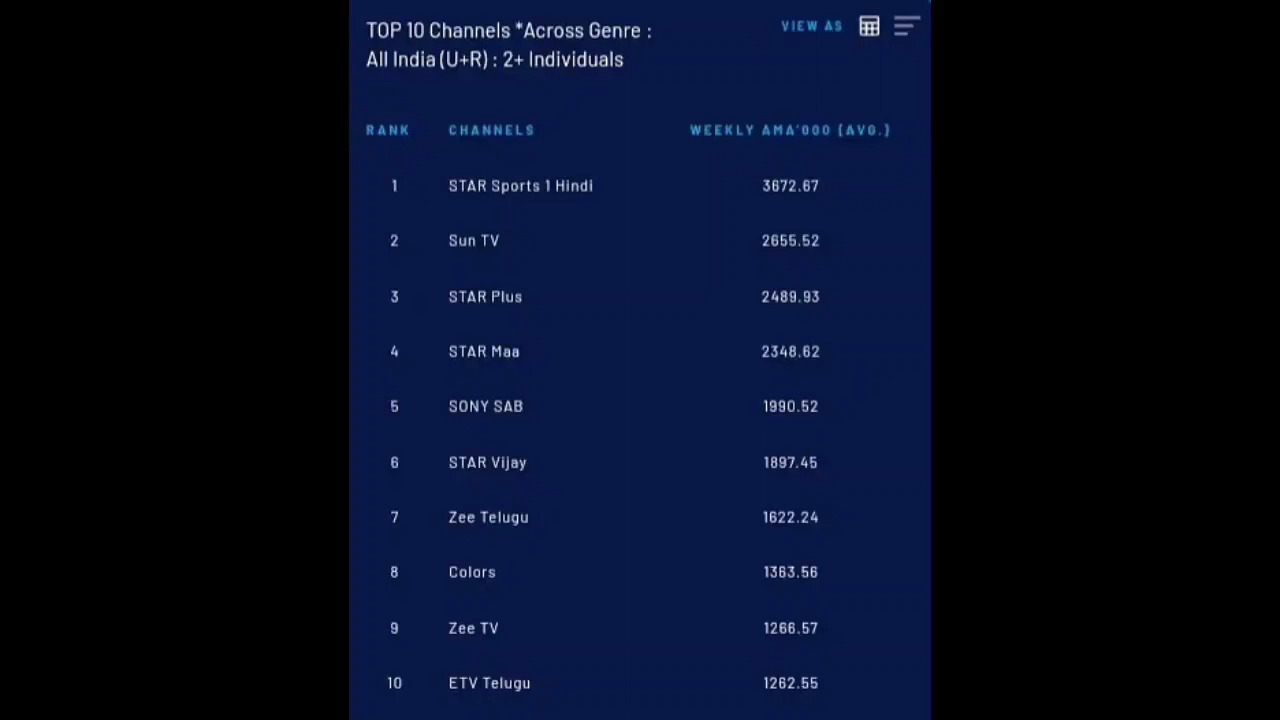 TOP 10 Channels *Across Genre :
All India (U+R) : 2+ Individuals
VIEW AS
RANK CHANNELS WEEKLY AMA'000 {AVG.}
1 STAR Sports 1 Hindi 3672.67
2 Sun TV 2655.52
3 STAR Plus 2489.93
4 STAR Maa 2348.62
5 SONY SAB 1990.52
6 STAR Vijay 1897.45
7 Zee Telugu 1622.24
8 Colors 1363.56
9 Zee TV 1266.57
10 ETV Telugu 1262.55